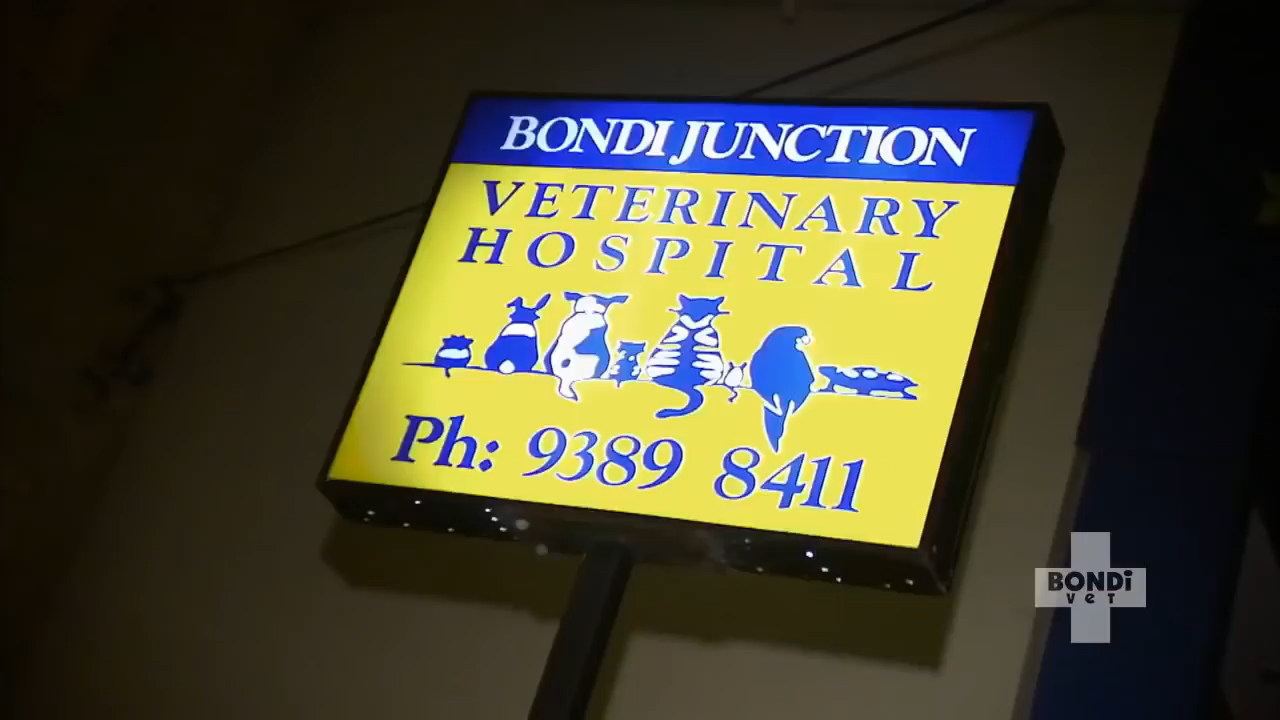 BONDI JUNCTION
VETERINARY
HOSPITAL
Ph: 9389 8411
BONDi
veT